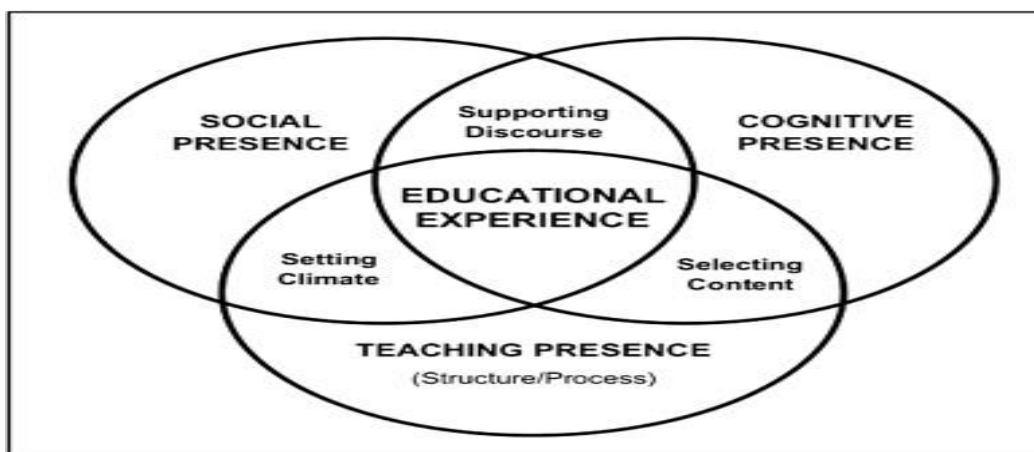 SOCIAL
PRESENCE
Supporting
Discourse
COGNITIVE
PRESENCE
EDUCATIONAL
EXPERIENCE
Setting
Climate
Selecting
Content
TEACHING PRESENCE
(Structure/Process)